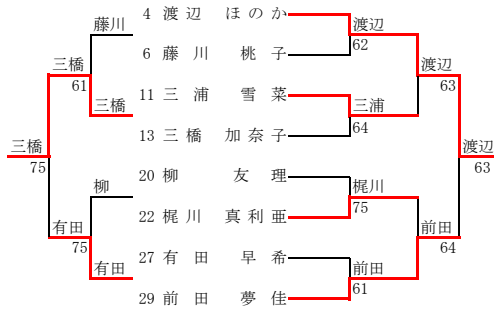 藤川 4 渡辺 ほのか 渡辺
6 藤川 桃子 62
三橋 渡辺
61 63
三橋 11 三浦 雪菜 三浦
13 三橋 加奈子 64
三橋 渡辺
75 63
柳 20 柳 友理 梶川
22 梶川 真利亜 75
有田 前田
75 64
有田 27 有田 早希 前田
29 前田 夢佳 61